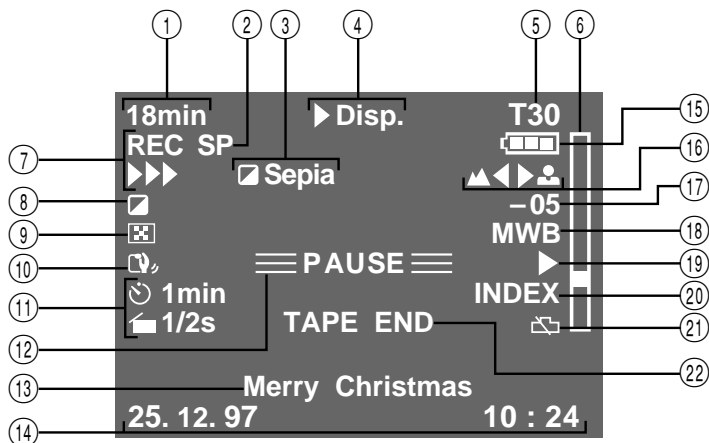 1 2 3 4 5 6
18min ▶Disp. T30
REC SP
15
7 ▶▶▶ Sepia 16
8 –05 17
9 MWB 18
10 PAUSE ▶ 19
11 1min INDEX 20
1/2s TAPE END 21
12 22
13 Merry Christmas
14 25. 12. 97 10 : 24